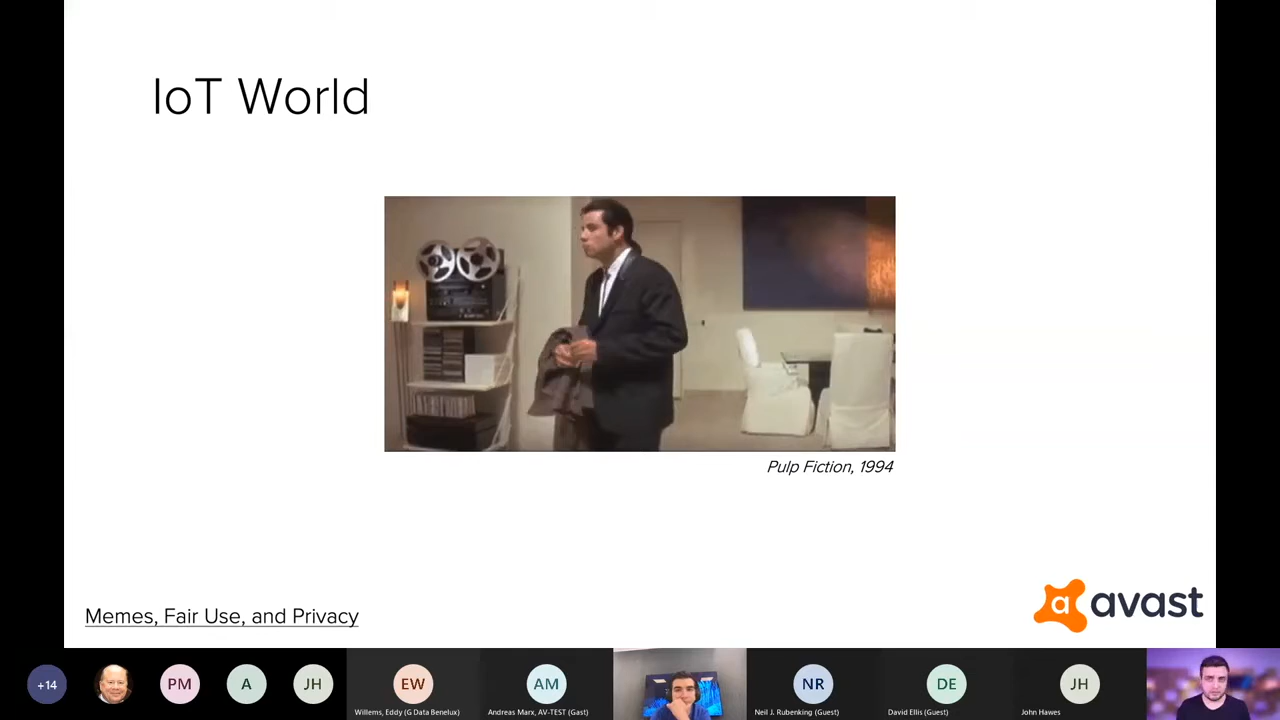 IoT World
Pulp Fiction, 1994
Memes, Fair Use, and Privacy
a avast
+14
PM
A
JH
EW
AM
NR
DE
JH
Willems, Eddy (G Data Benelux)
Andreas Marx, AV-TEST (Gast)
Neil J. Rubenking (Guest)
David Ellis (Guest)
John Hawes